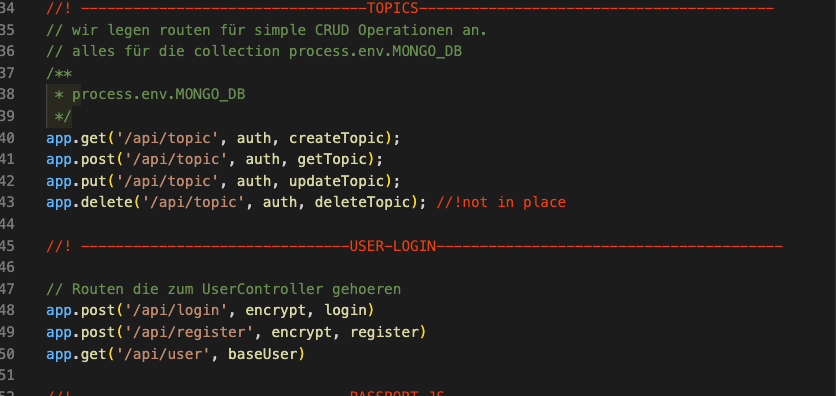 34 //! ---------------------------------TOPICS-----------------------------------------
35 // wir legen routen für simple CRUD Operationen an.
36 // alles für die collection process.env.MONGO_DB
37 /**
38  * process.env.MONGO_DB
39  */
40 app.get('/api/topic', auth, createTopic);
41 app.post('/api/topic', auth, getTopic);
42 app.put('/api/topic', auth, updateTopic);
43 app.delete('/api/topic', auth, deleteTopic); //!not in place
44
45 //! -------------------------------USER-LOGIN----------------------------------------
46
47 // Routen die zum UserController gehoeren
48 app.post('/api/login', encrypt, login)
49 app.post('/api/register', encrypt, register)
50 app.get('/api/user', baseUser)
51
52 //! -------------------------------PASSPORT-JS